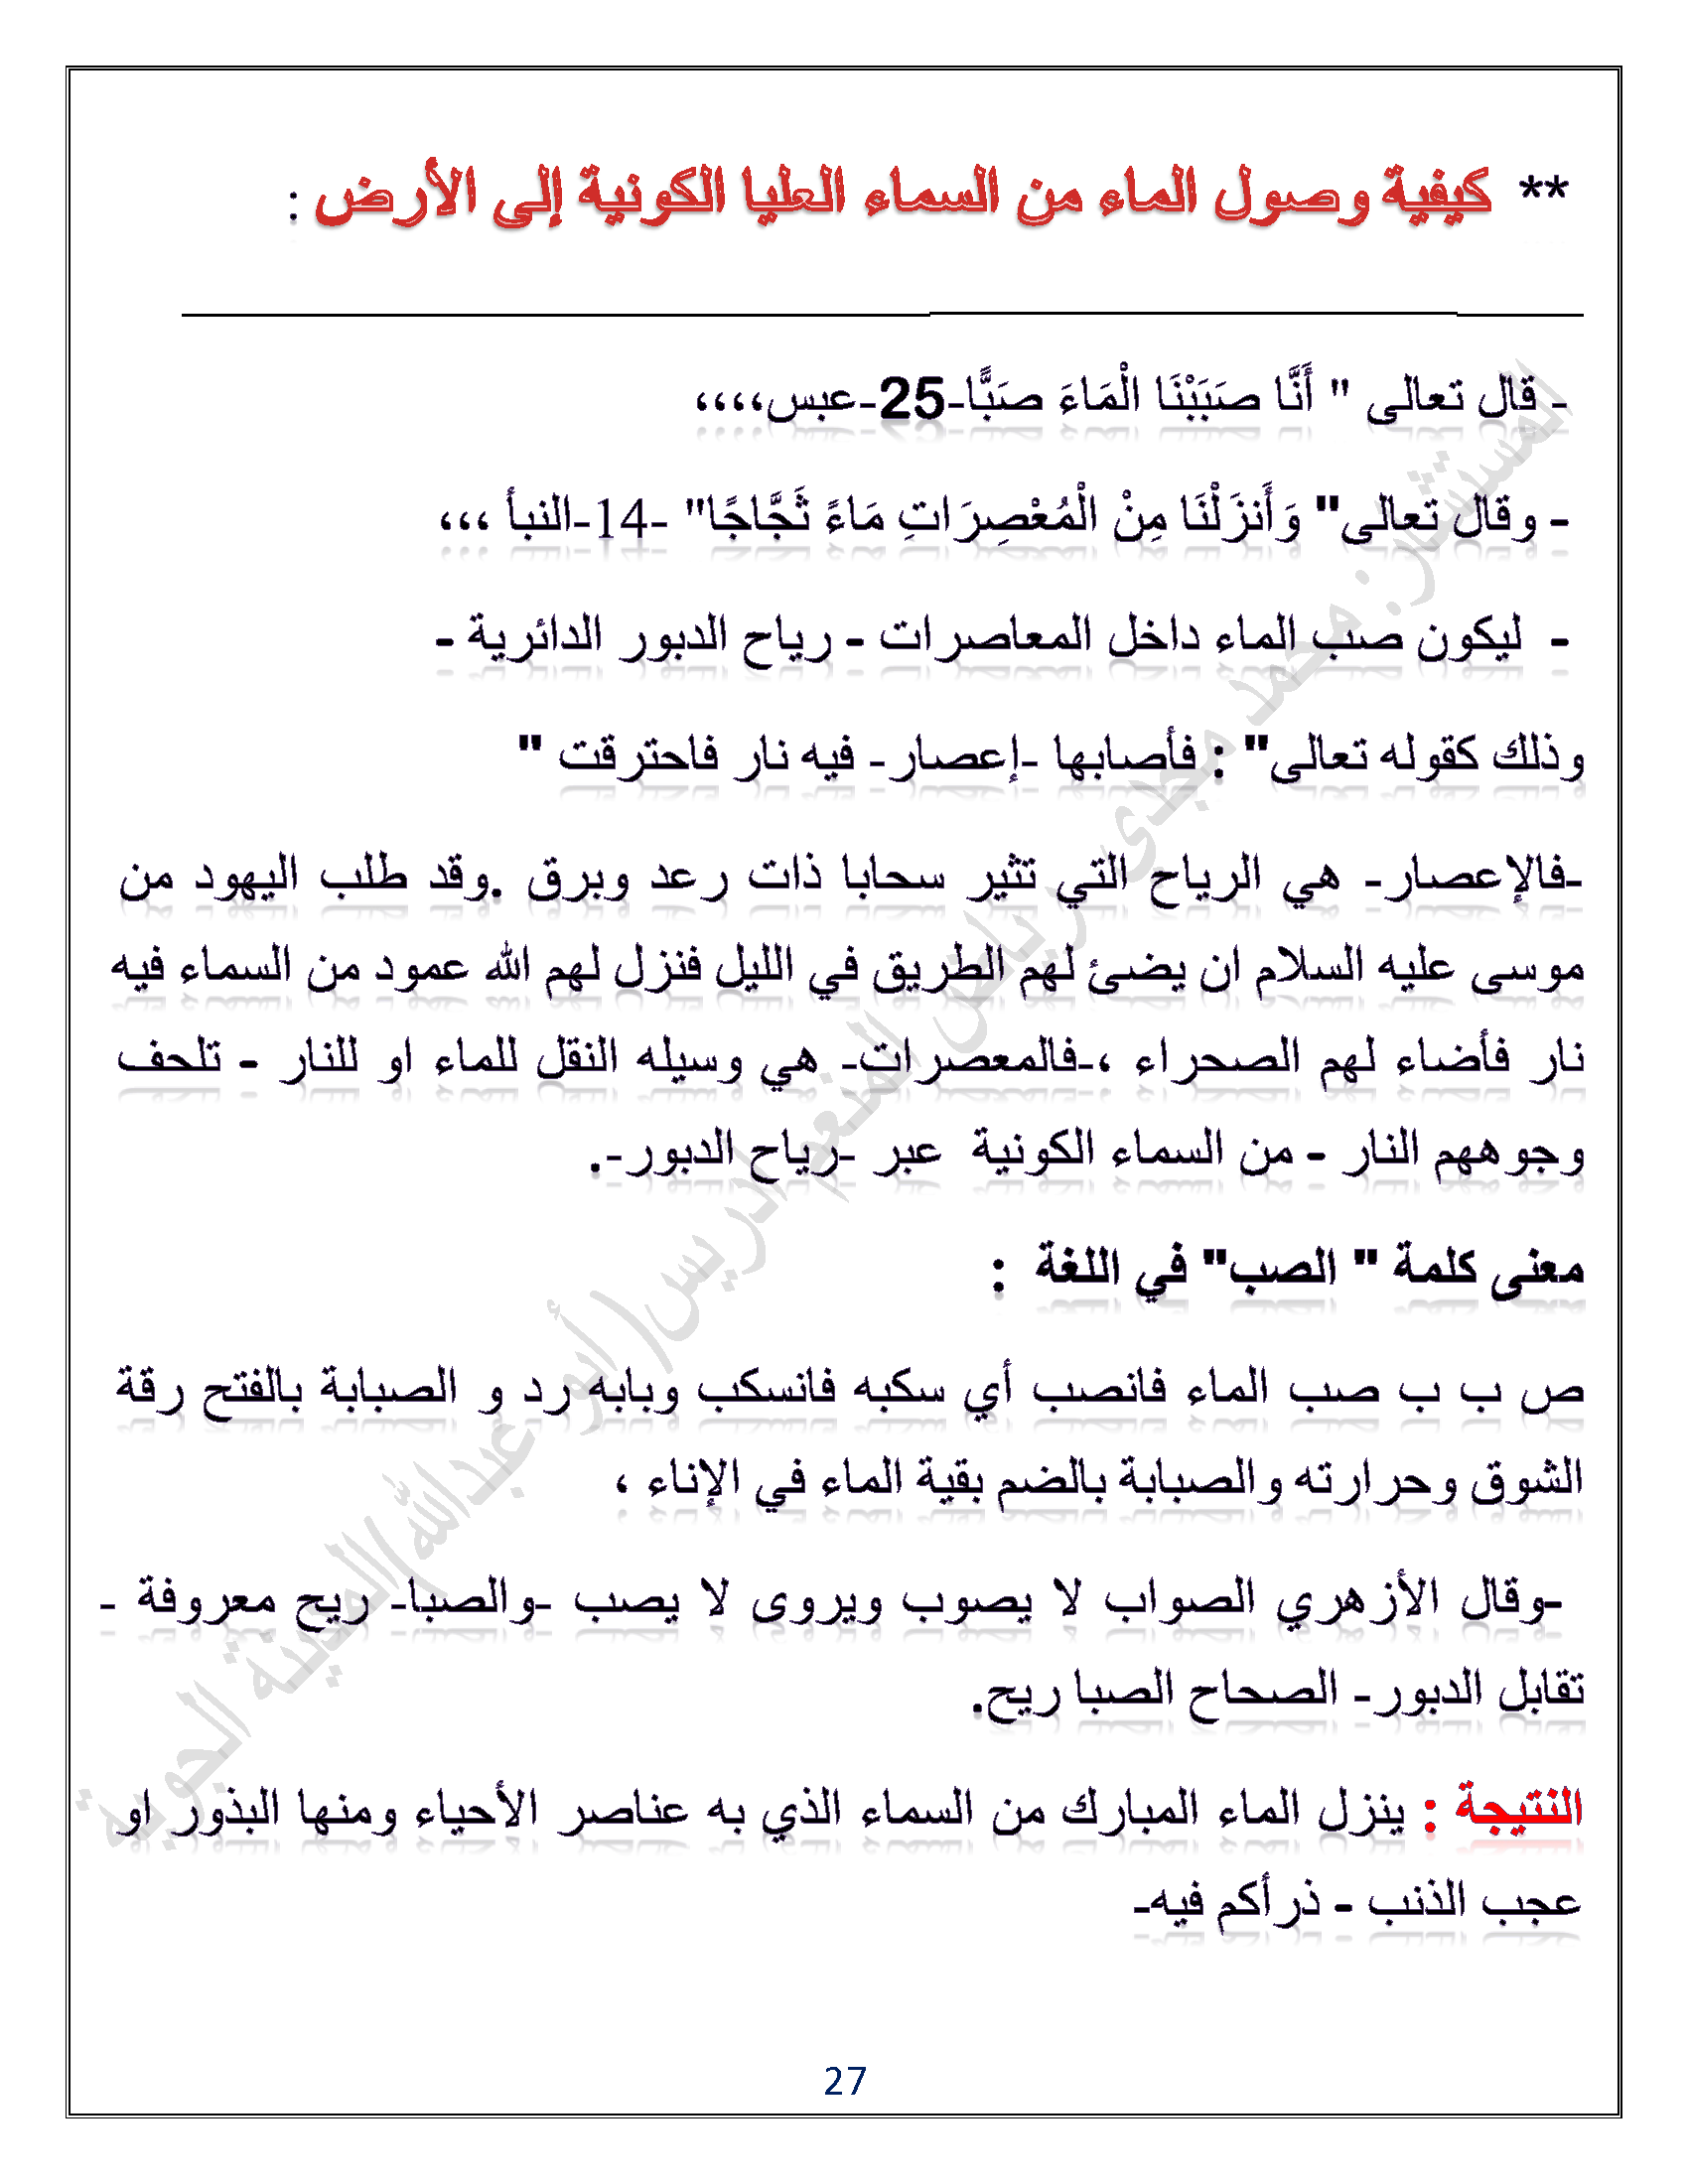 ** كيفية وصول الماء من السماء العليا الكونية إلى الأرض :
- قال تعالى " أَنَّا صَبَبْنَا الْمَاءَ صَبًّا-25-عبس،،،،
- وقال تعالى" وَأَنزَلْنَا مِنْ الْمُعْصِرَاتِ مَاءً ثَجَّاجًا" -14-النبأ ،،،
- ليكون صب الماء داخل المعاصرات - رياح الدبور الدائرية -
وذلك كقوله تعالى" : فأصابها -إعصار- فيه نار فاحترقت "
-فالإعصار- هي الرياح التي تثير سحابا ذات رعد وبرق .وقد طلب اليهود من
موسى عليه السلام ان يضئ لهم الطريق في الليل فنزل لهم الله عمود من السماء فيه
نار فأضاء لهم الصحراء ،-فالمعصرات- هي وسيله النقل للماء او للنار - تلحف
وجوههم النار - من السماء الكونية عبر -رياح الدبور-.
معنى كلمة " الصب" في اللغة :
ص ب ب صب الماء فانصب أي سكبه فانسكب وبابه رد و الصبابة بالفتح رقة
الشوق وحرارته والصبابة بالضم بقية الماء في الإناء ،
-وقال الأزهري الصواب لا يصوب ويروى لا يصب -والصبا- ريح معروفة -
تقابل الدبور- الصحاح الصبا ريح.
النتيجة : ينزل الماء المبارك من السماء الذي به عناصر الأحياء ومنها البذور او
عجب الذنب - ذرأكم فيه-
27
المستشار: محمد مجدى رياض المنعم الدريس(أبو عبدالله)المدينة الجوية